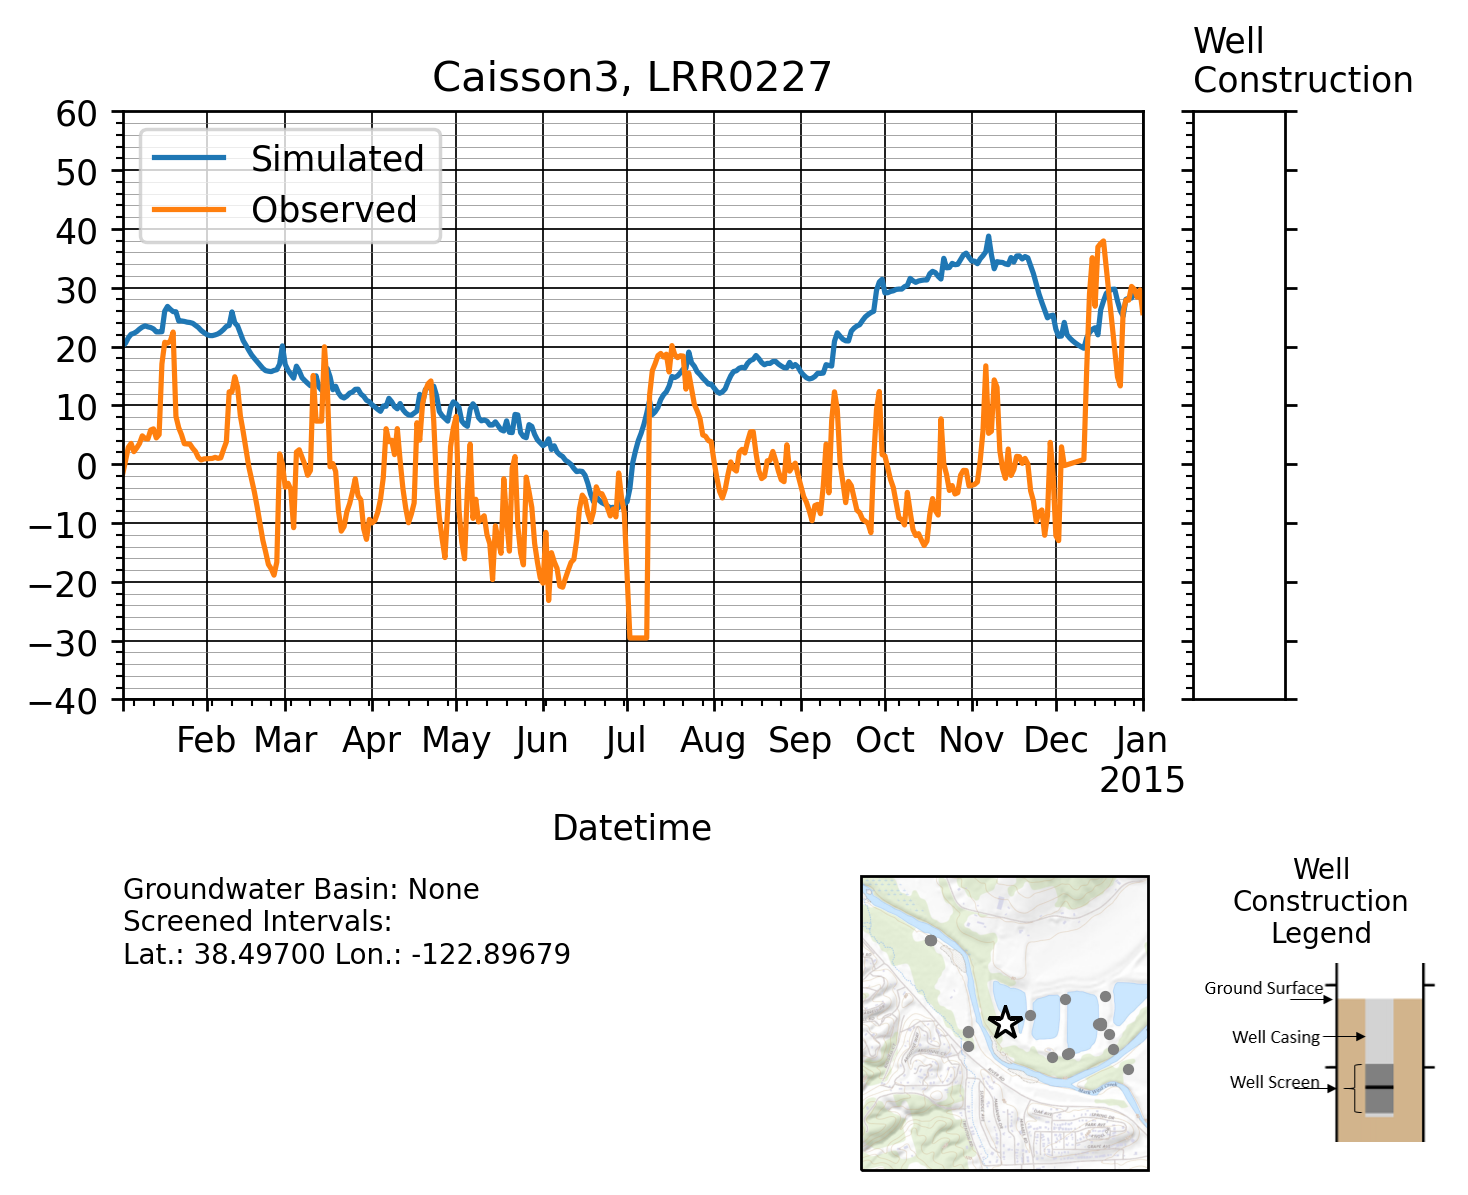 Well
Construction
Caisson3, LRR0227
60
50
40
30
20
10
0
−10
−20
−30
−40
Simulated
Observed
Feb Mar Apr May Jun Jul Aug Sep Oct Nov Dec Jan
2015
Datetime
Groundwater Basin: None
Screened Intervals:
Lat.: 38.49700 Lon.: -122.89679
Well
Construction
Legend
Ground Surface
Well Casing
Well Screen